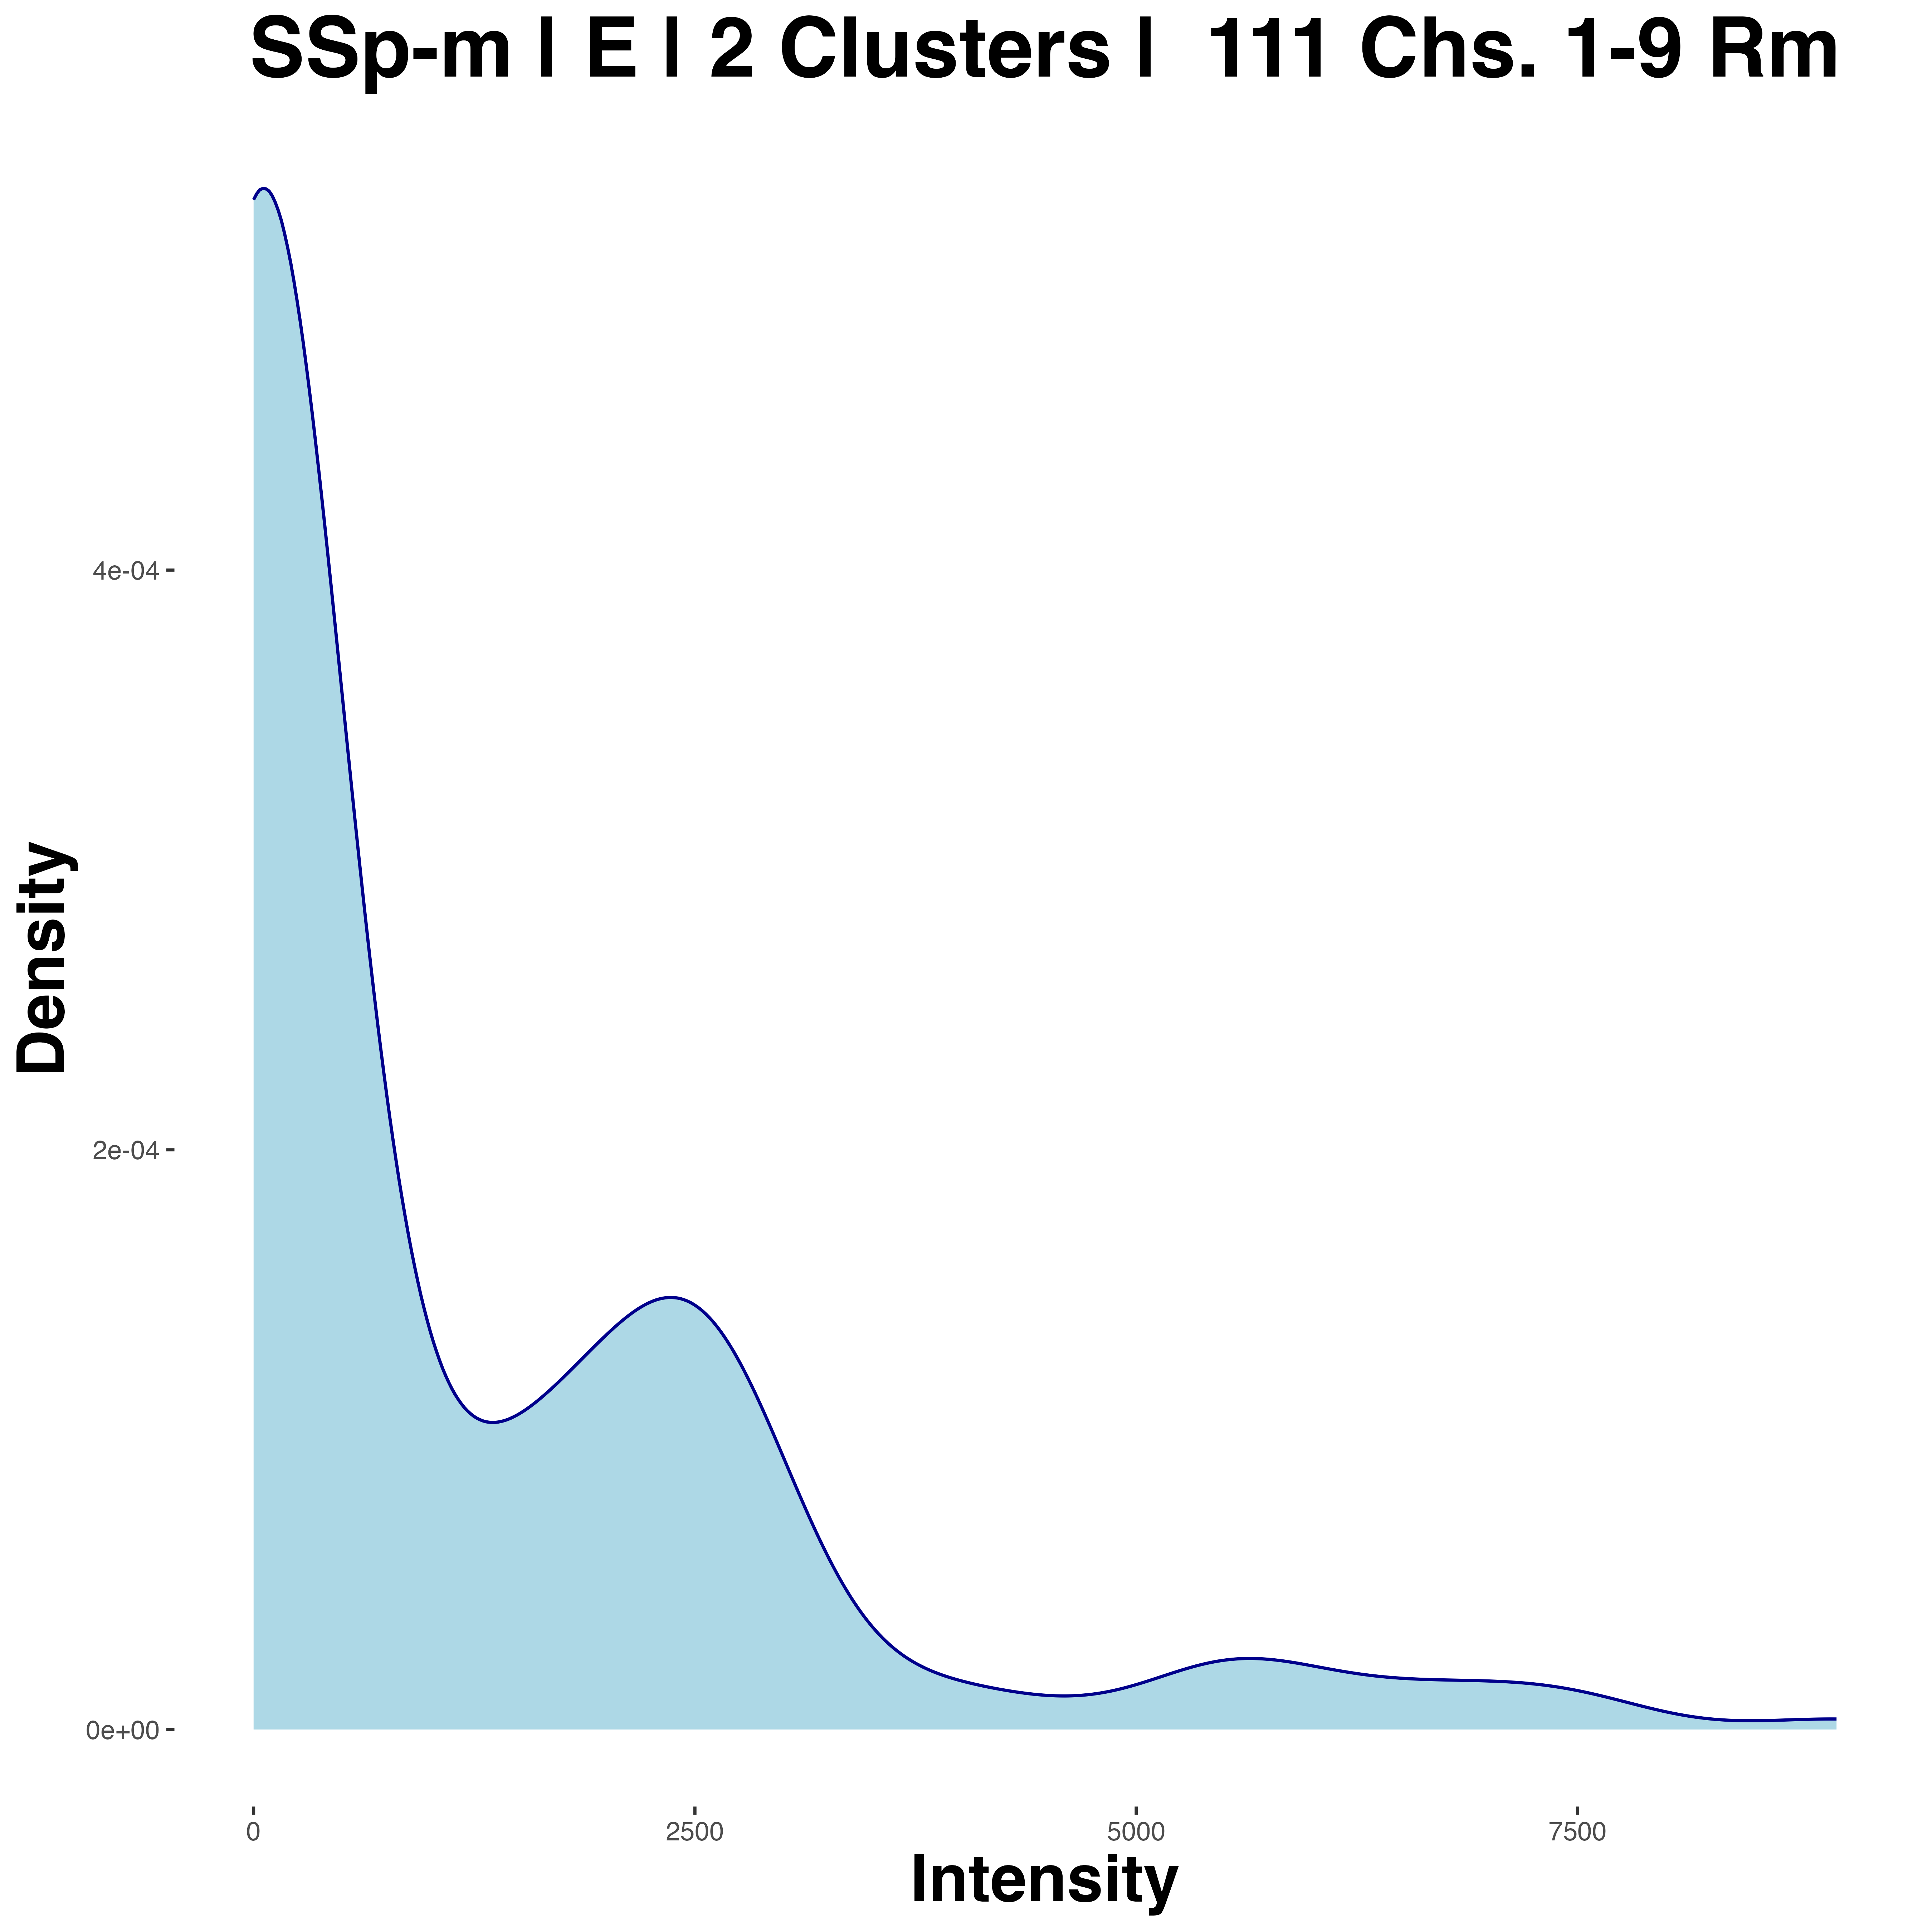 SSp-m | E | 2 Clusters |  111 Chs. 1-9 Rm
Density
4e-04
2e-04
0e+00
0
2500
5000
7500
Intensity